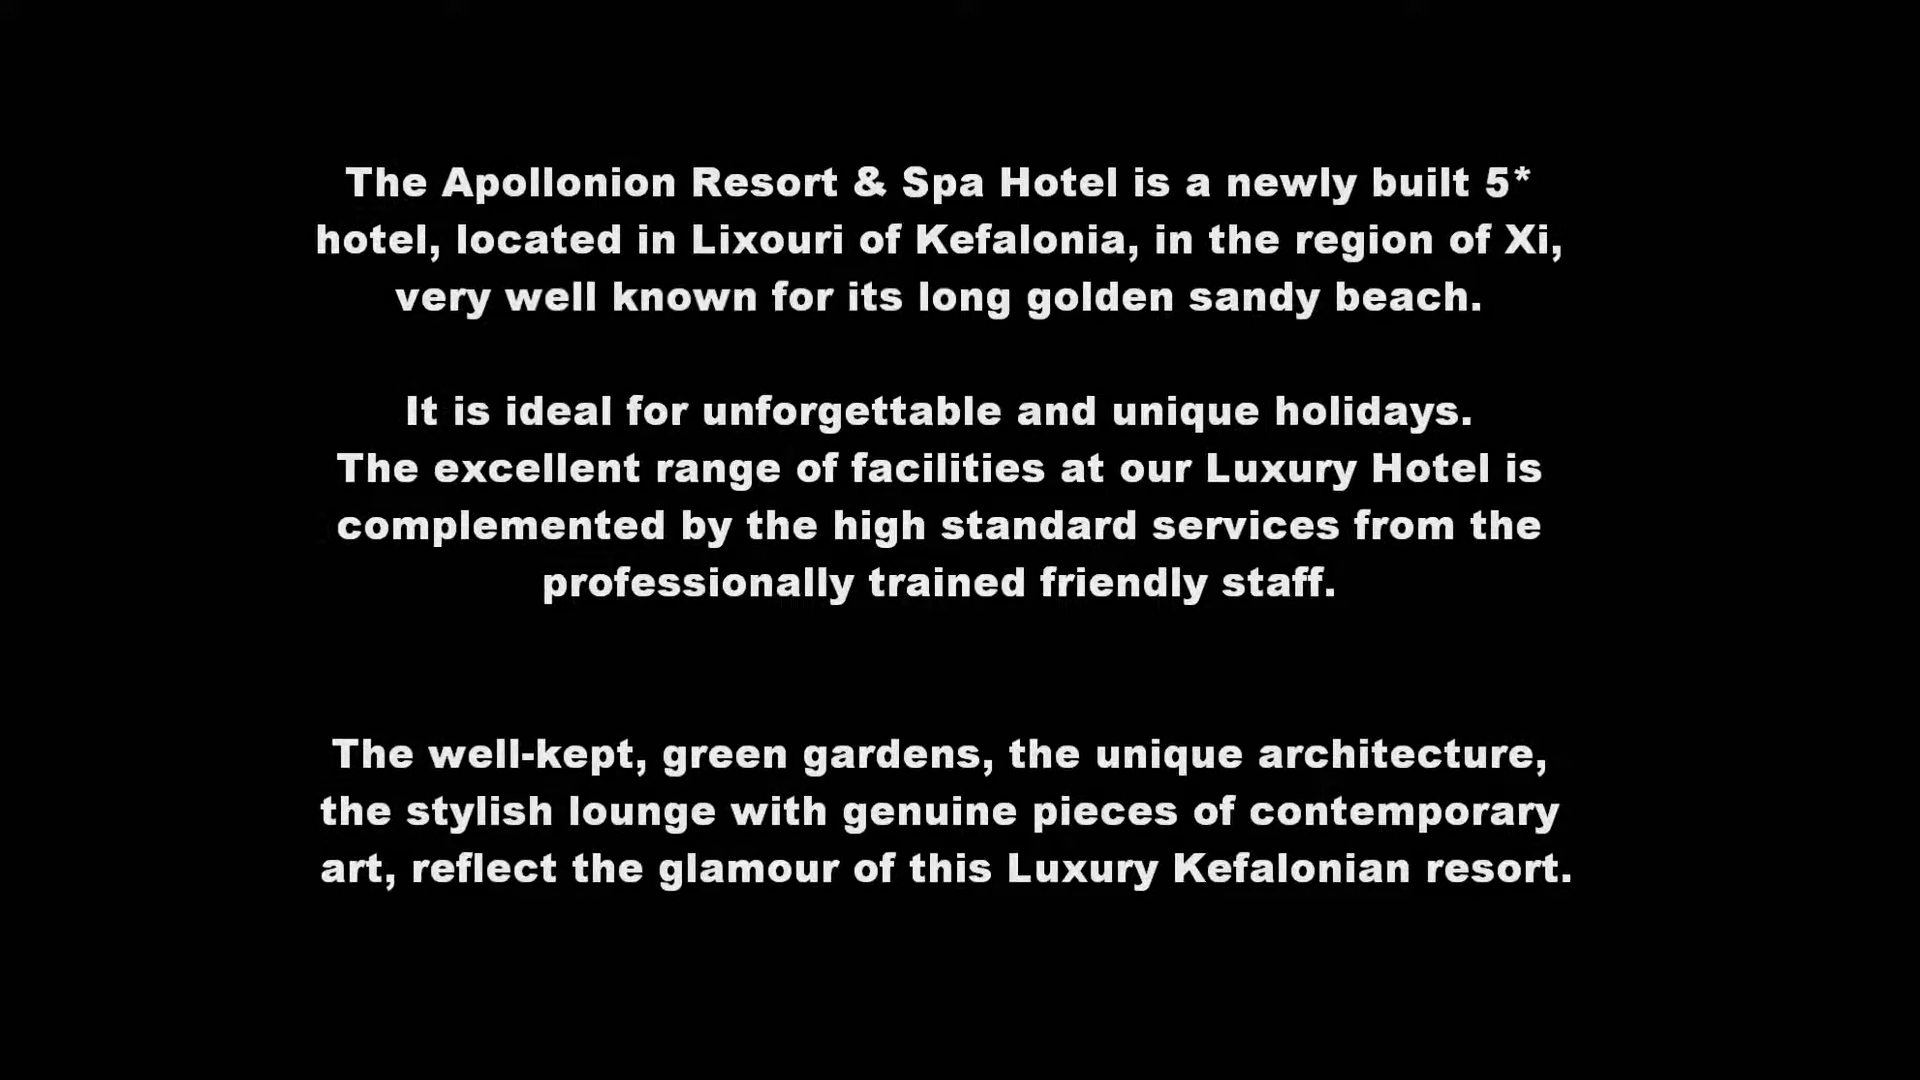 The Apollonion Resort & Spa Hotel is a newly built 5*
hotel, located in Lixouri of Kefalonia, in the region of Xi,
very well known for its long golden sandy beach.
It is ideal for unforgettable and unique holidays.
The excellent range of facilities at our Luxury Hotel is
complemented by the high standard services from the
professionally trained friendly staff.
The well-kept, green gardens, the unique architecture,
the stylish lounge with genuine pieces of contemporary
art, reflect the glamour of this Luxury Kefalonian resort.